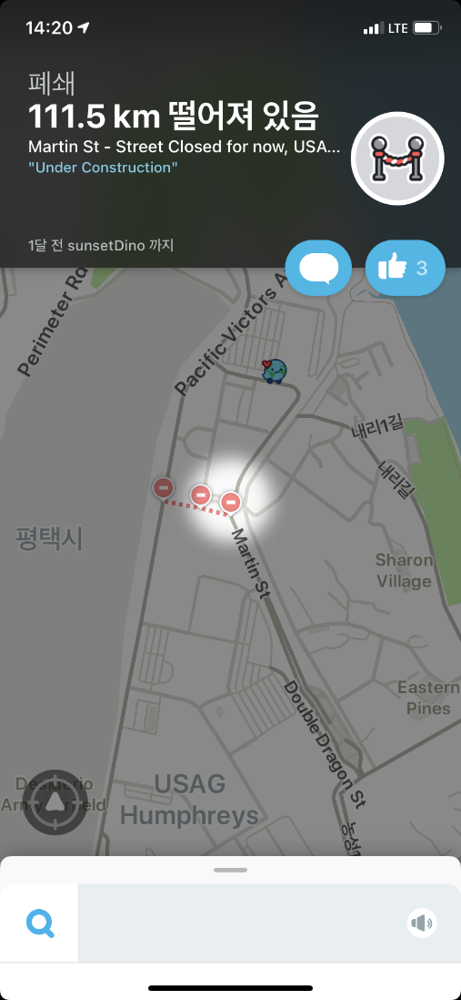 14:20
LTE
폐쇄
111.5 km 떨어져 있음
Martin St - Street Closed for now, USA...
"Under Construction"
1달 전 sunsetDino 까지
3
Perimeter Rd
Pacific Victors A
내리1길
내리길
평택시
Martin St
Sharon
Village
Eastern
Pines
Double Dragon St
USAG
Humphreys
Desiderio
Army Airfield